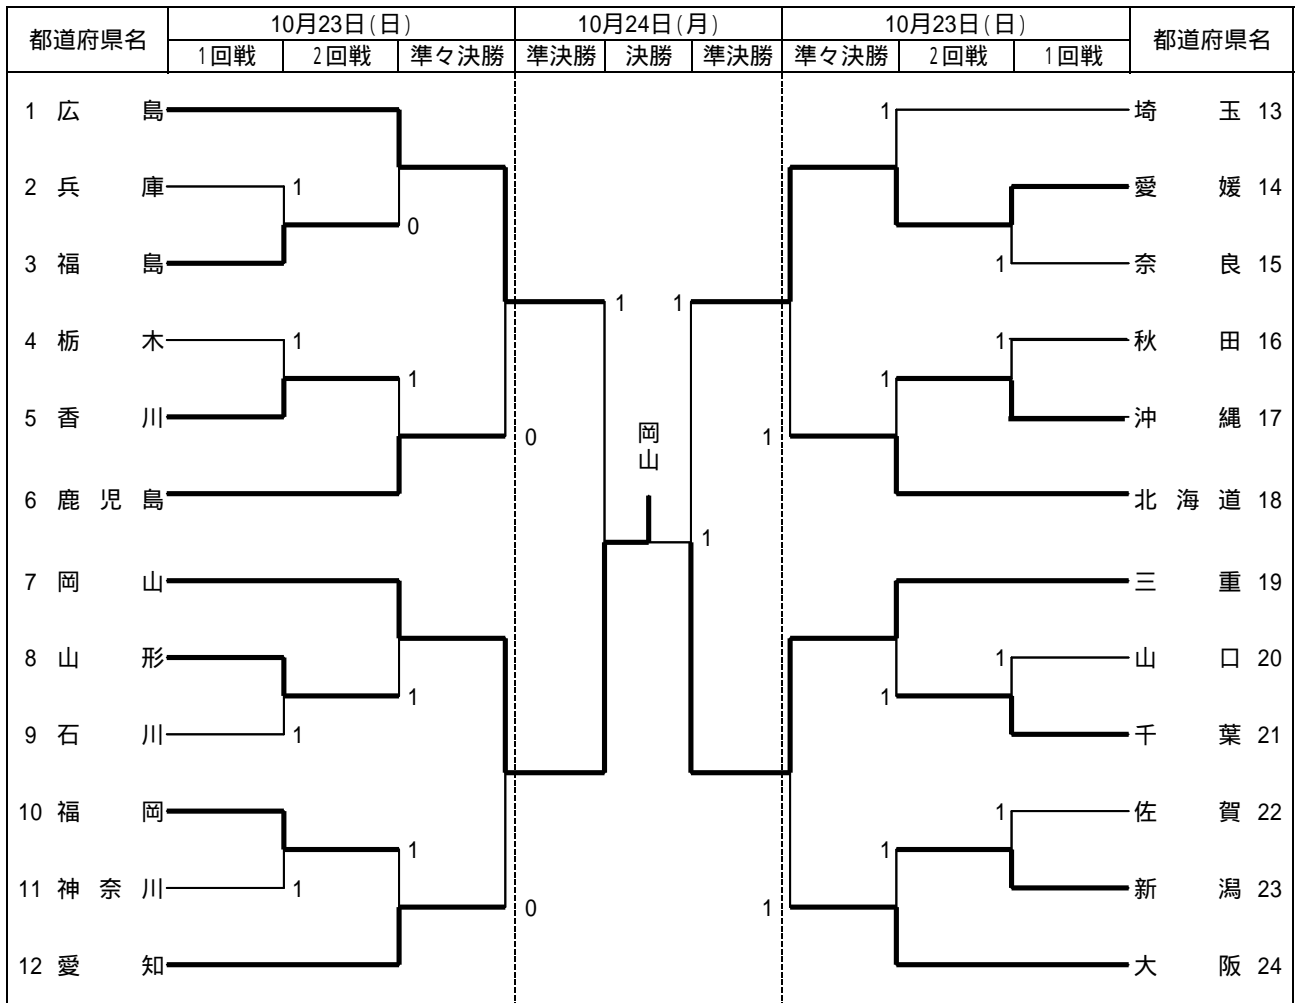 都道府県名 10月23日(日) 10月24日(月) 10月23日(日) 都道府県名
1回戦 2回戦 準々決勝 準決勝 決勝 準決勝 準々決勝 2回戦 1回戦
1 広島 1 埼玉 13
2 兵庫 1 愛媛 14
0
3 福島 1 奈良 15
1 1
4 栃木 1 1 秋田 16
1 1
5 香川 沖縄 17
0 岡山 1
6 鹿児島 北海道 18
1
7 岡山 三重 19
8 山形 1 山口 20
1 1
9 石川 1 千葉 21
10 福岡 1 佐賀 22
1 1
11 神奈川 1 新潟 23
0 1
12 愛知 大阪 24